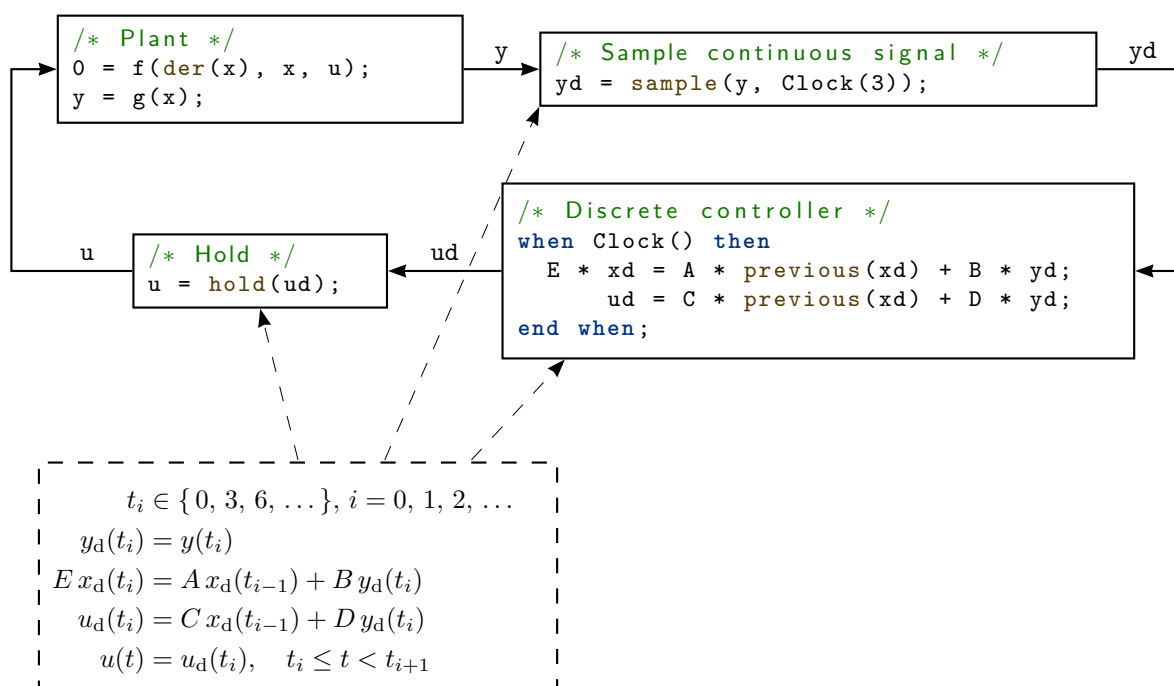 /* Plant */
0 = f(der(x), x, u);
y = g(x);
y
/* Sample continuous signal */
yd = sample(y, Clock(3));
yd
/* Discrete controller */
when Clock() then
E * xd = A * previous(xd) + B * yd;
ud = C * previous(xd) + D * yd;
end when;
ud
/* Hold */
u = hold(ud);
u
t_i ∈ {0, 3, 6, …}, i = 0, 1, 2, …
y_d(t_i) = y(t_i)
E x_d(t_i) = A x_d(t_{i−1}) + B y_d(t_i)
u_d(t_i) = C x_d(t_{i−1}) + D y_d(t_i)
u(t) = u_d(t_i), t_i ≤ t < t_{i+1}